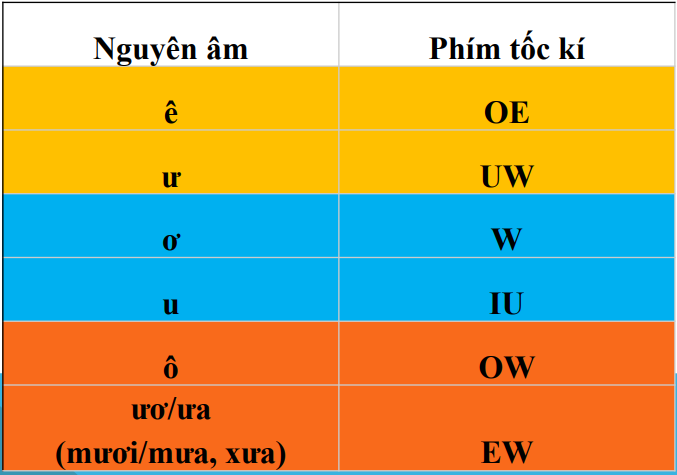 Nguyên âm Phím tốc kí
ê OE
ư UW
ơ W
u IU
ô OW
ươ/ưa
(mươi/mưa, xưa) EW